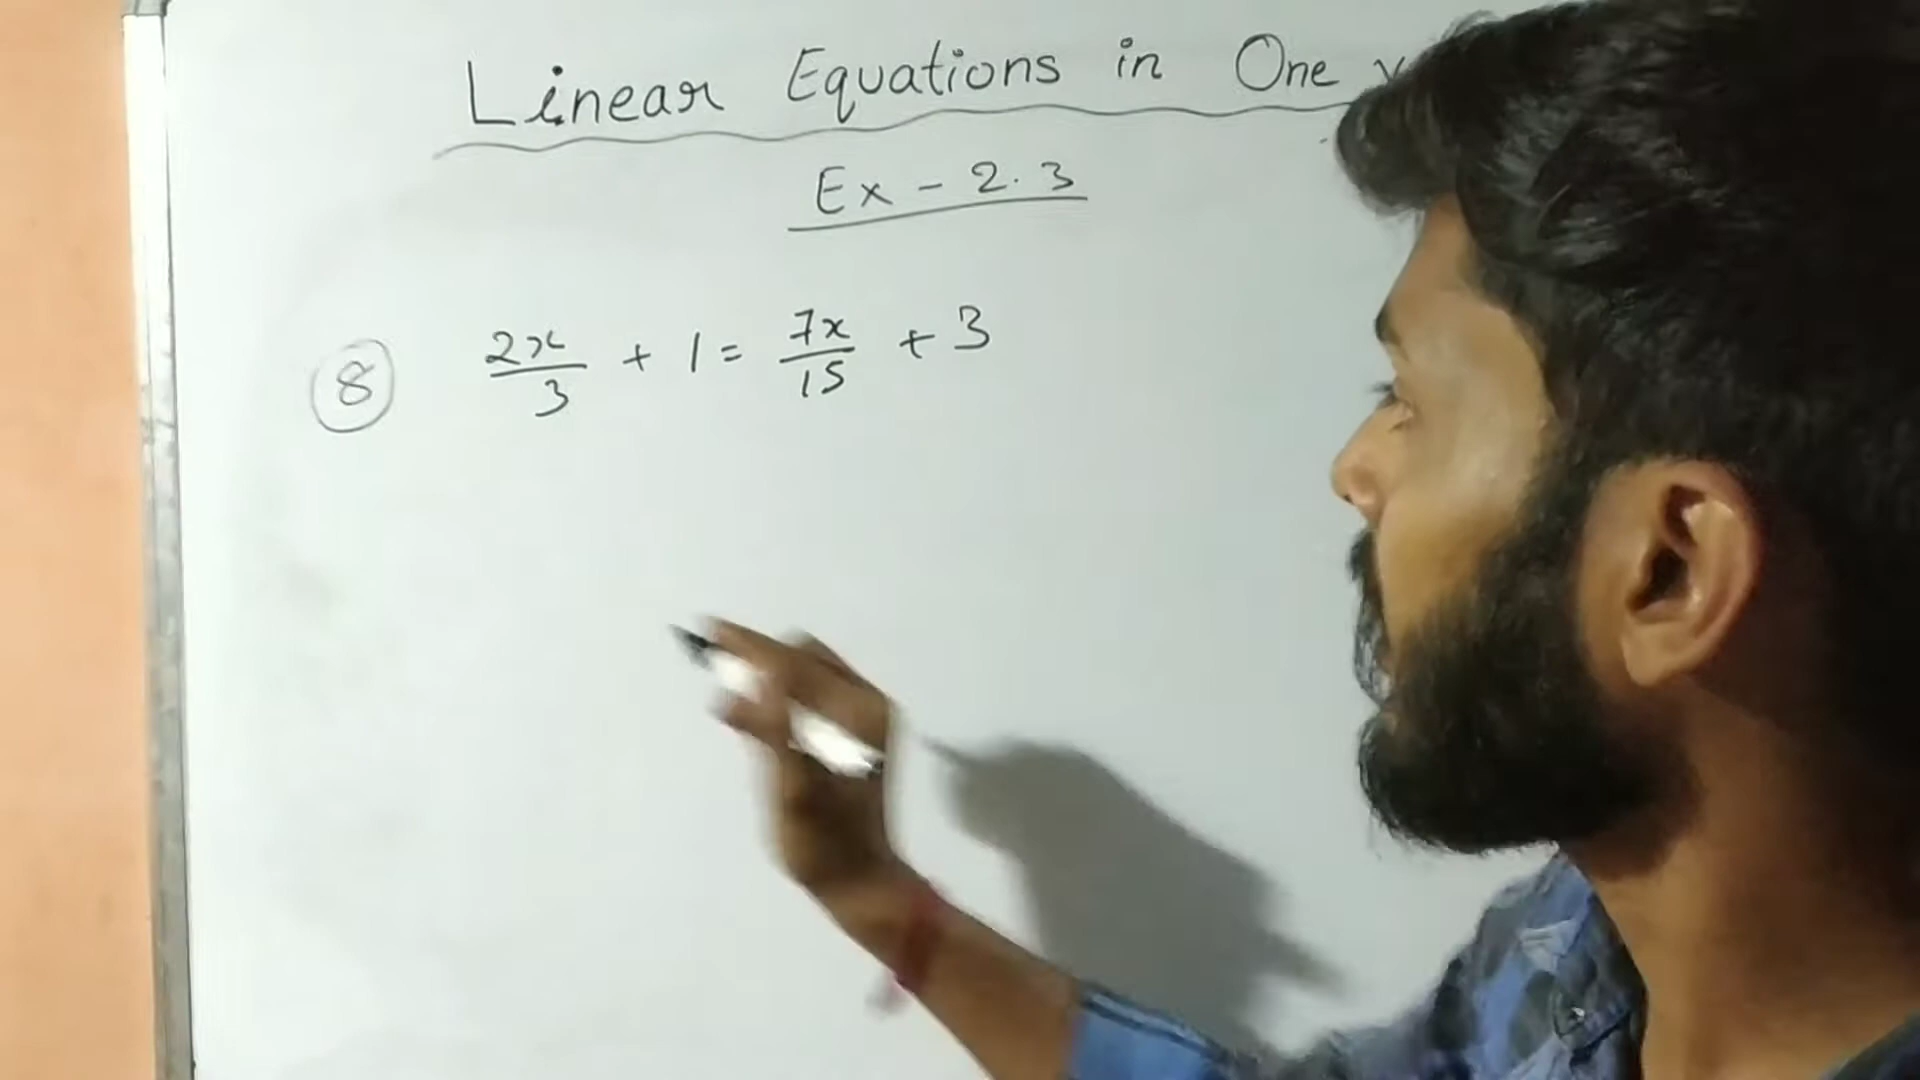 Linear Equations in One
Ex - 2.3
8 2x/3 + 1 = 7x/15 + 3